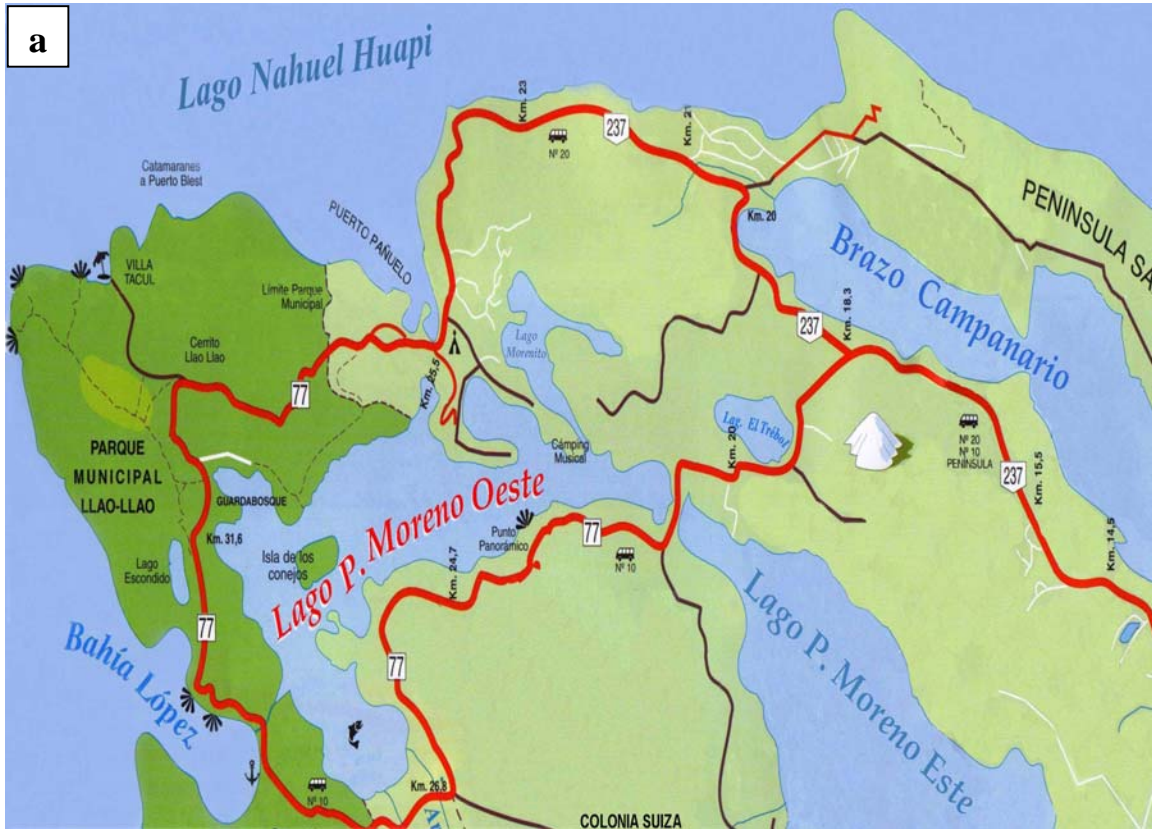 a
Lago Nahuel Huapi
Km. 23
Km. 21
237
Nº 20
Catamaranes
a Puerto Blest
PUERTO PAÑUELO
PENINSULA SA
Km. 20
Brazo Campanario
VILLA
TACUL
Límite Parque
Municipal
Cerrito
Llao Llao
77
Km. 25,5
Lago
Morenito
237
Km. 18,3
Lag. El Trébol
Km. 20
Nº 20
Nº 10
PENINSULA
237
Km. 15,5
Km. 14,5
PARQUE
MUNICIPAL
LLAO-LLAO
GUARDABOSQUE
Cámping
Musical
Lago P. Moreno Oeste
Km. 31,6
Isla de los
conejos
Lago
Escondido
Punto
Panorámico
77
Nº 10
Km. 24,7
Lago P. Moreno Este
77
77
Bahía López
Km. 26,8
Nº 10
COLONIA SUIZA